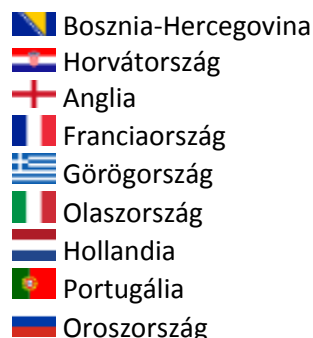 Bosznia-Hercegovina
Horvátország
Anglia
Franciaország
Görögország
Olaszország
Hollandia
Portugália
Oroszország